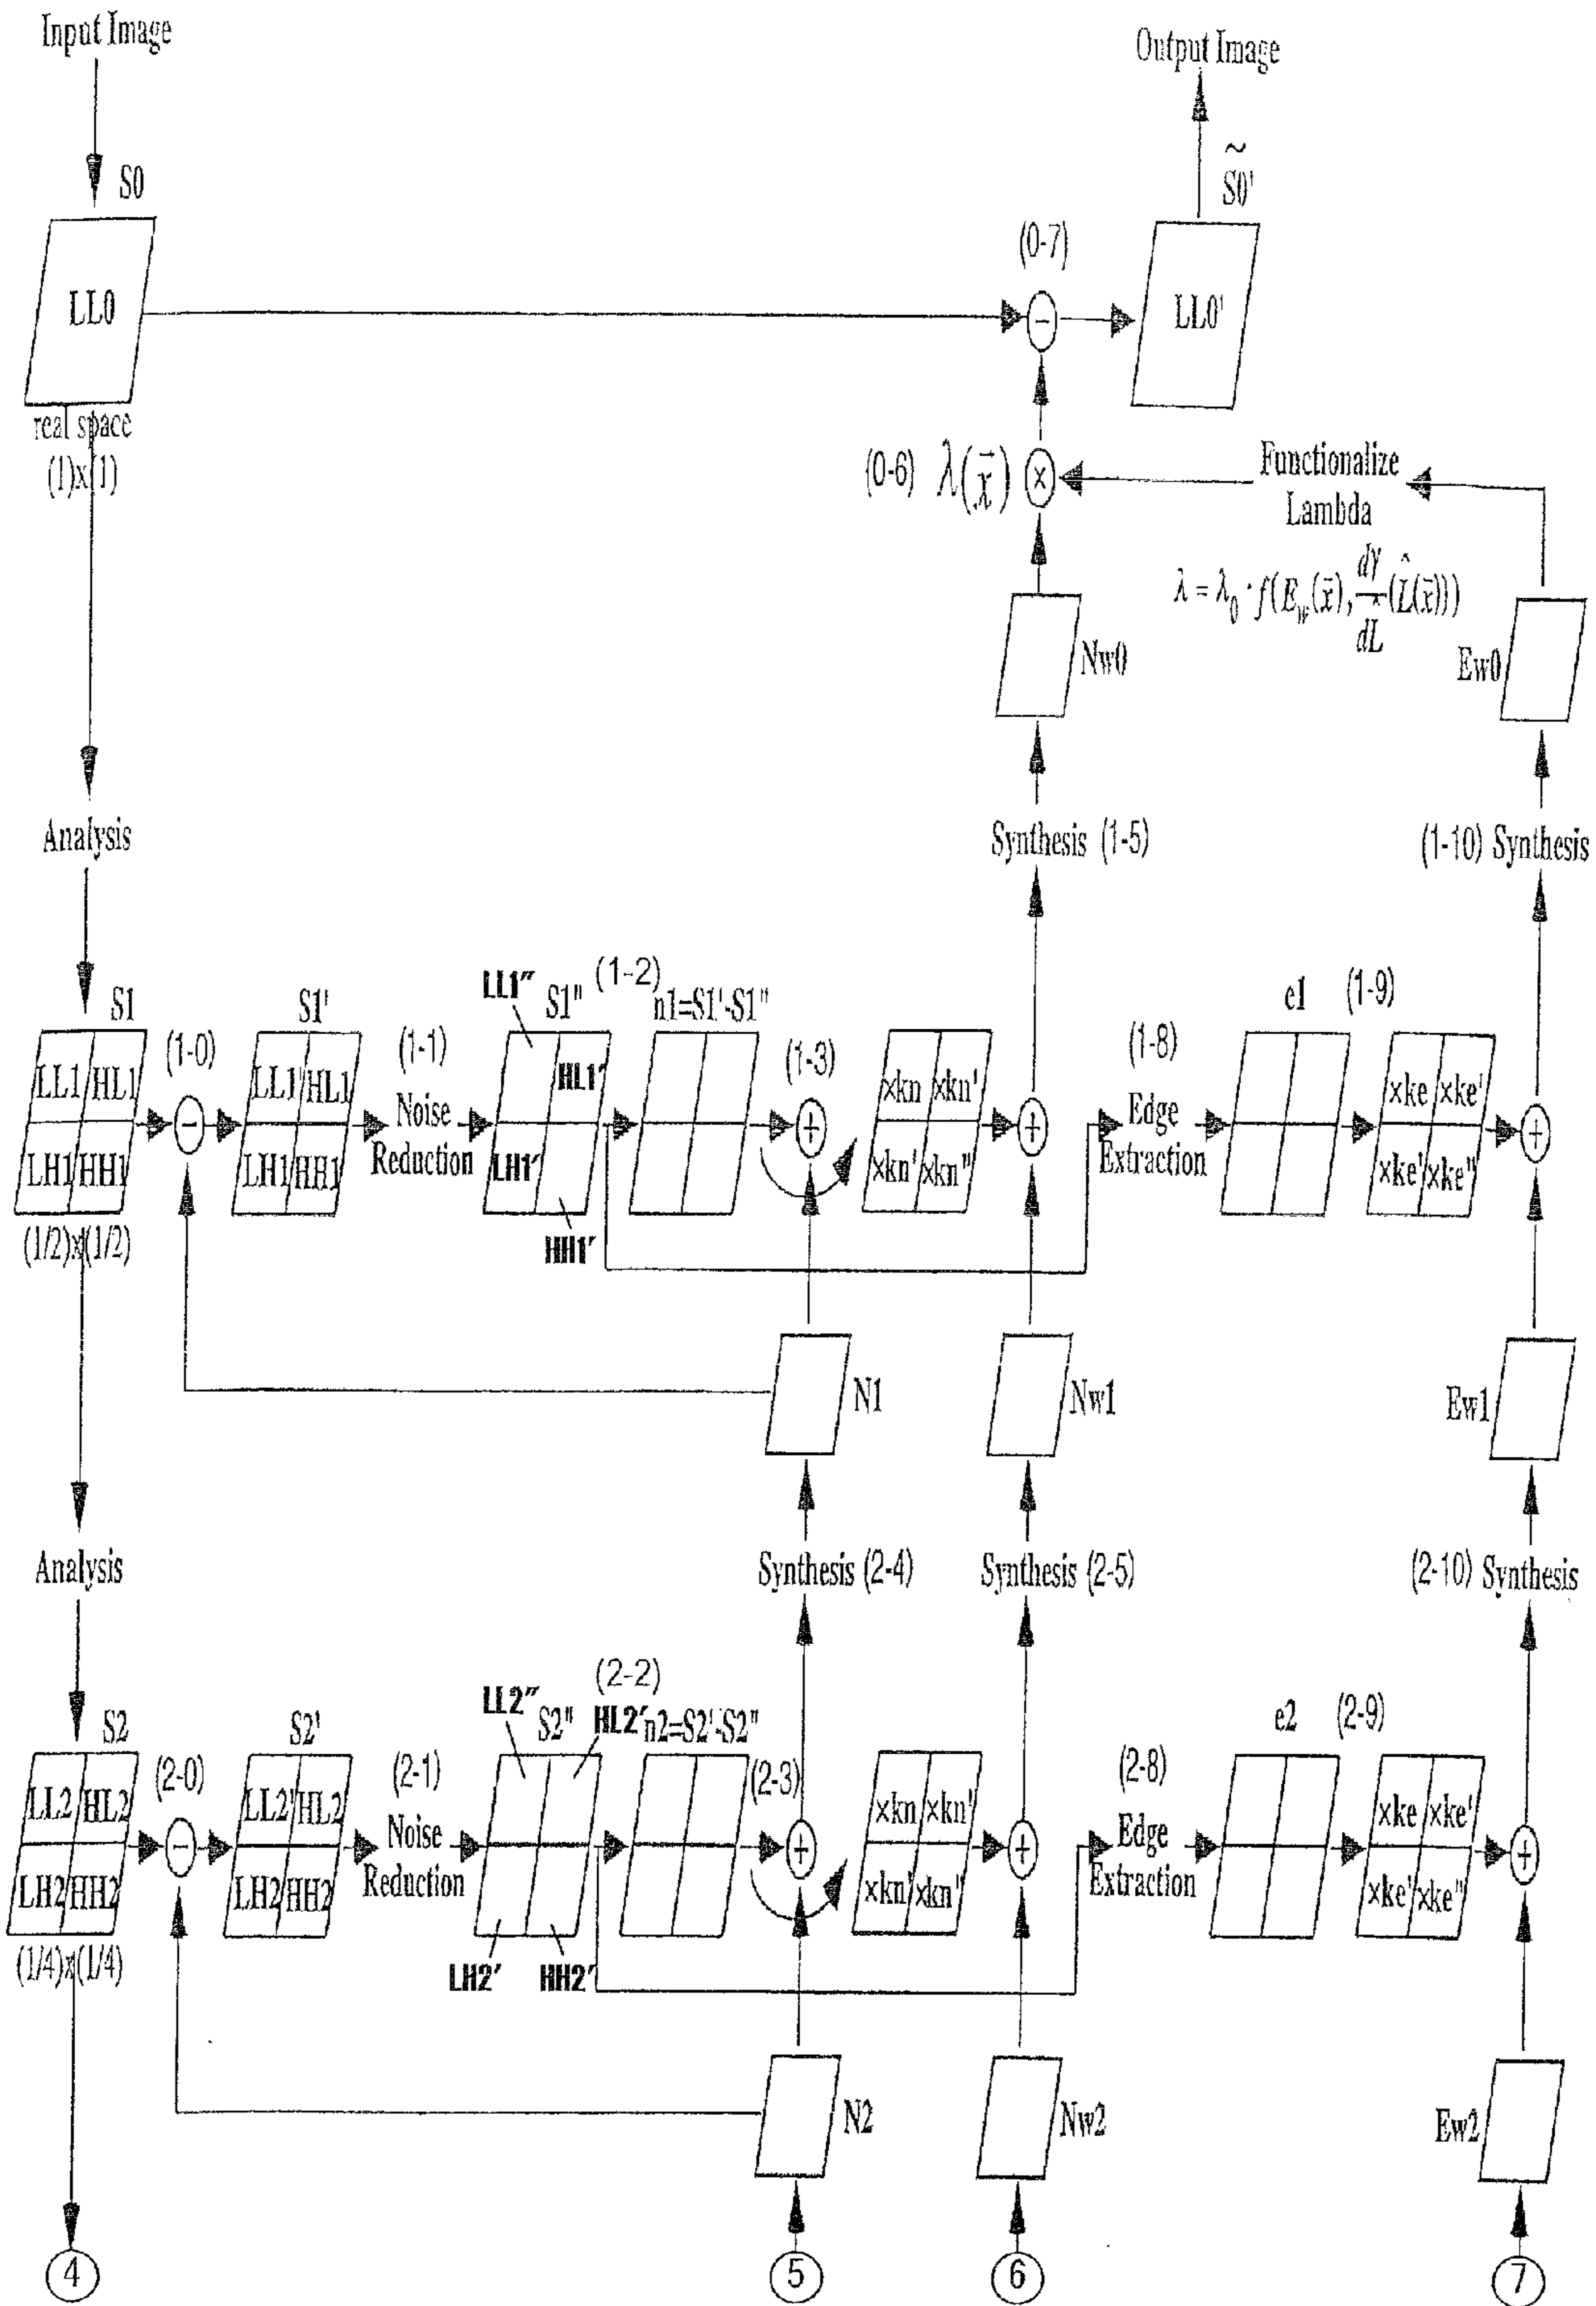 Input Image
Output Image
S0
S̃0'
(0-7)
LL0
−
LL0'
real space
(1)x(1)
(0-6) λ(x⃗) ×
Functionalize
Lambda
λ = λ₀ · f(E_w(x⃗), dγ/dL̂ (L̂(x⃗)))
Nw0
Ew0
Analysis
Synthesis (1-5)
(1-10) Synthesis
S1
(1-0)
S1'
(1-1)
LL1″
S1"
(1-2)
n1=S1'-S1"
(1-3)
(1-8)
e1
(1-9)
LL1 HL1
LH1 HH1
−
LL1' HL1
LH1 HH1
Noise
Reduction
HL1′
LH1′
HH1′
+
xkn xkn'
xkn' xkn"
+
Edge
Extraction
xke xke'
xke' xke"
+
(1/2)x(1/2)
N1
Nw1
Ew1
Analysis
Synthesis (2-4)
Synthesis (2-5)
(2-10) Synthesis
S2
(2-0)
S2'
(2-1)
LL2″
S2"
(2-2)
HL2′
n2=S2'-S2"
(2-3)
(2-8)
e2
(2-9)
LL2 HL2
LH2 HH2
−
LL2' HL2
LH2 HH2
Noise
Reduction
LH2′
HH2′
+
xkn xkn'
xkn' xkn"
+
Edge
Extraction
xke xke'
xke' xke"
+
(1/4)x(1/4)
N2
Nw2
Ew2
4
5
6
7